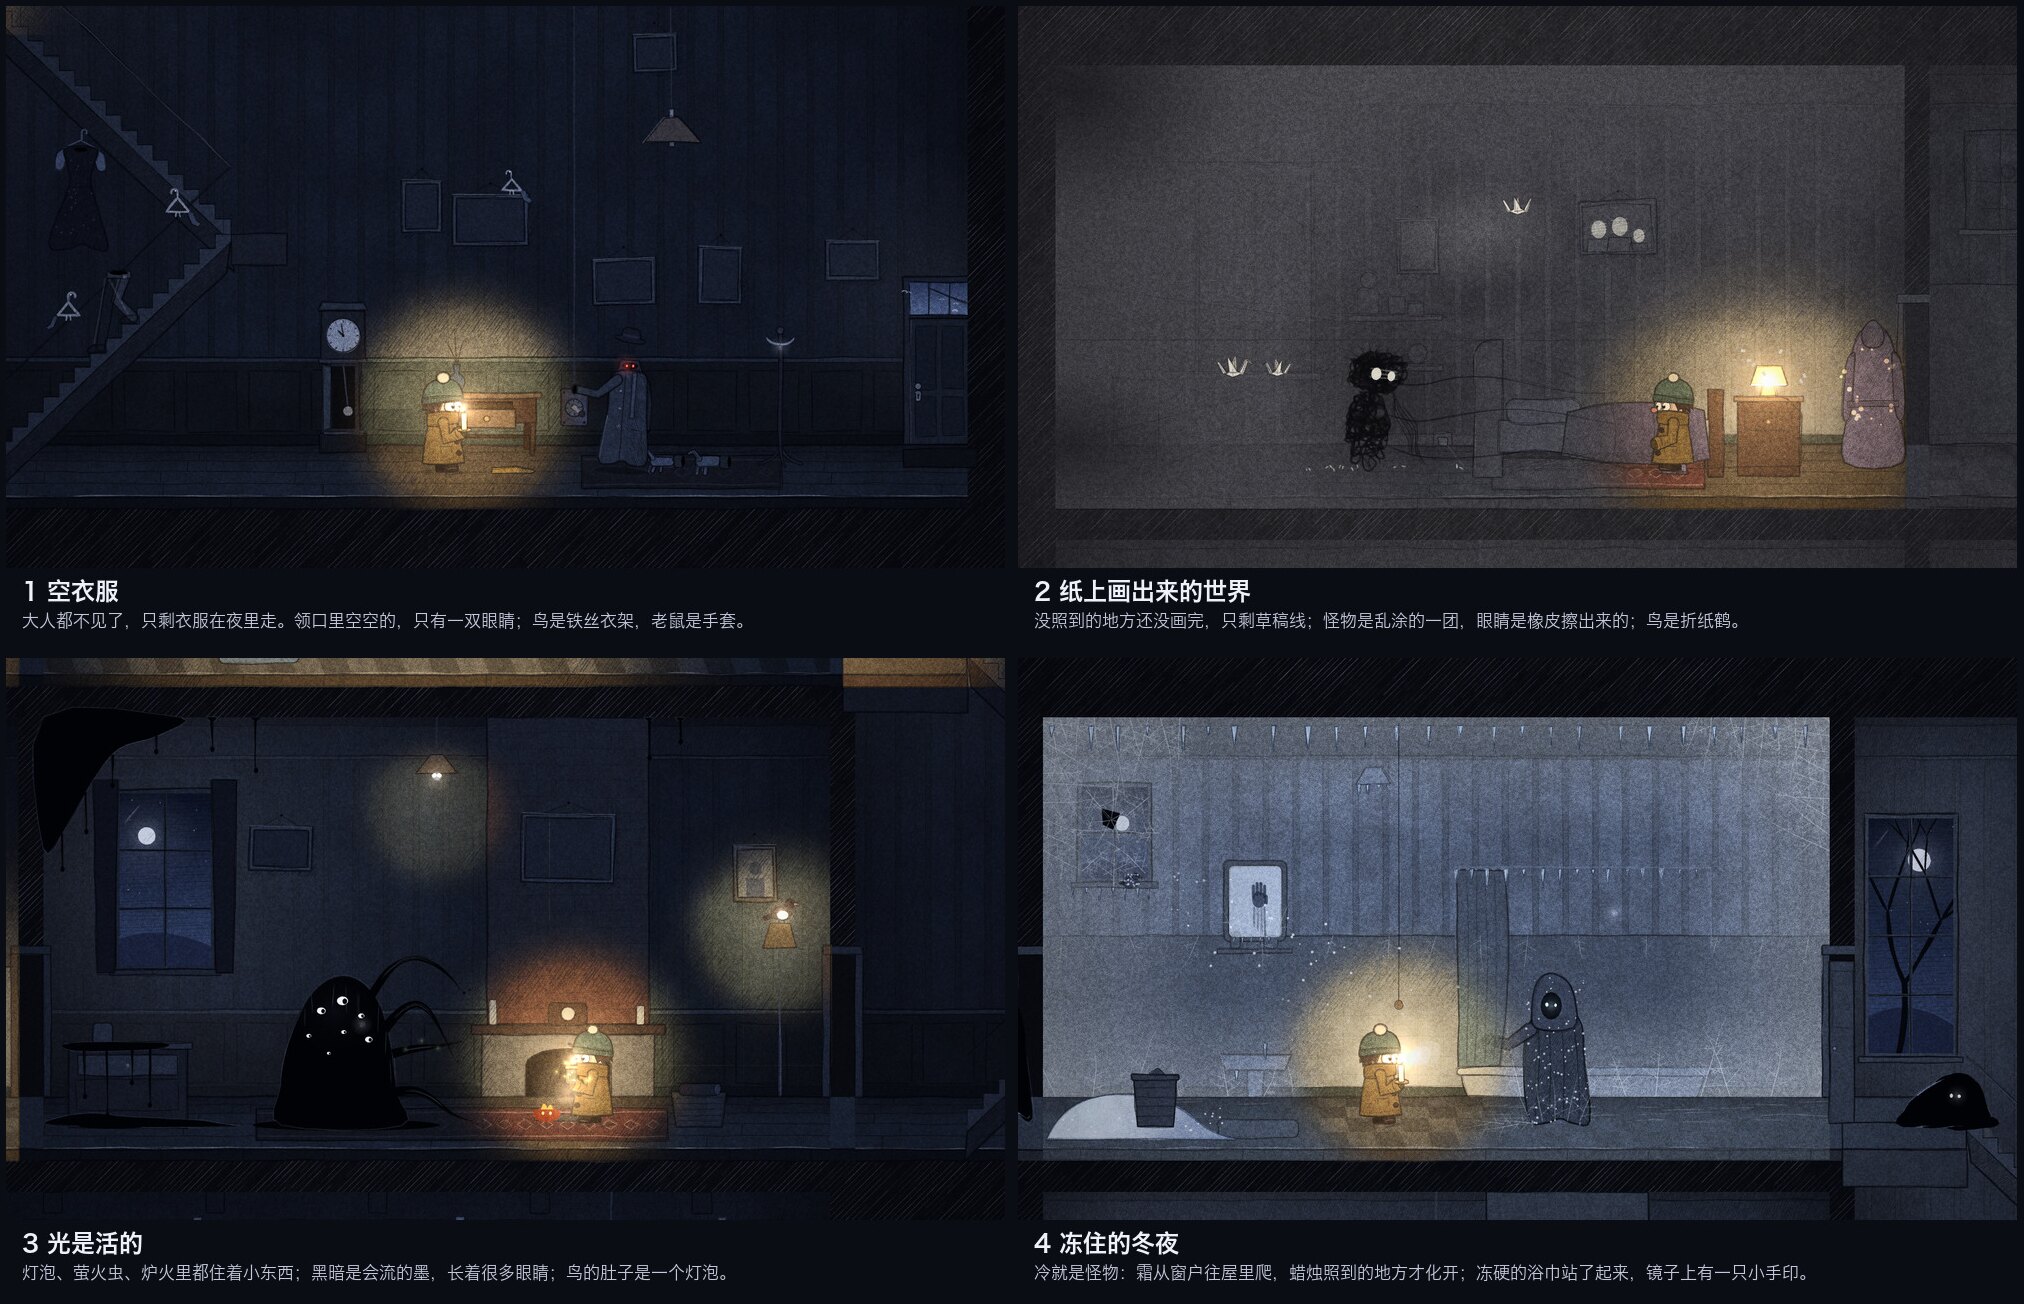 1 空衣服
大人都不见了，只剩衣服在夜里走。领口里空空的，只有一双眼睛；鸟是铁丝衣架，老鼠是手套。
2 纸上画出来的世界
没照到的地方还没画完，只剩草稿线；怪物是乱涂的一团，眼睛是橡皮擦出来的；鸟是折纸鹤。
3 光是活的
灯泡、萤火虫、炉火里都住着小东西；黑暗是会流的墨，长着很多眼睛；鸟的肚子是一个灯泡。
4 冻住的冬夜
冷就是怪物：霜从窗户往屋里爬，蜡烛照到的地方才化开；冻硬的浴巾站了起来，镜子上有一只小手印。